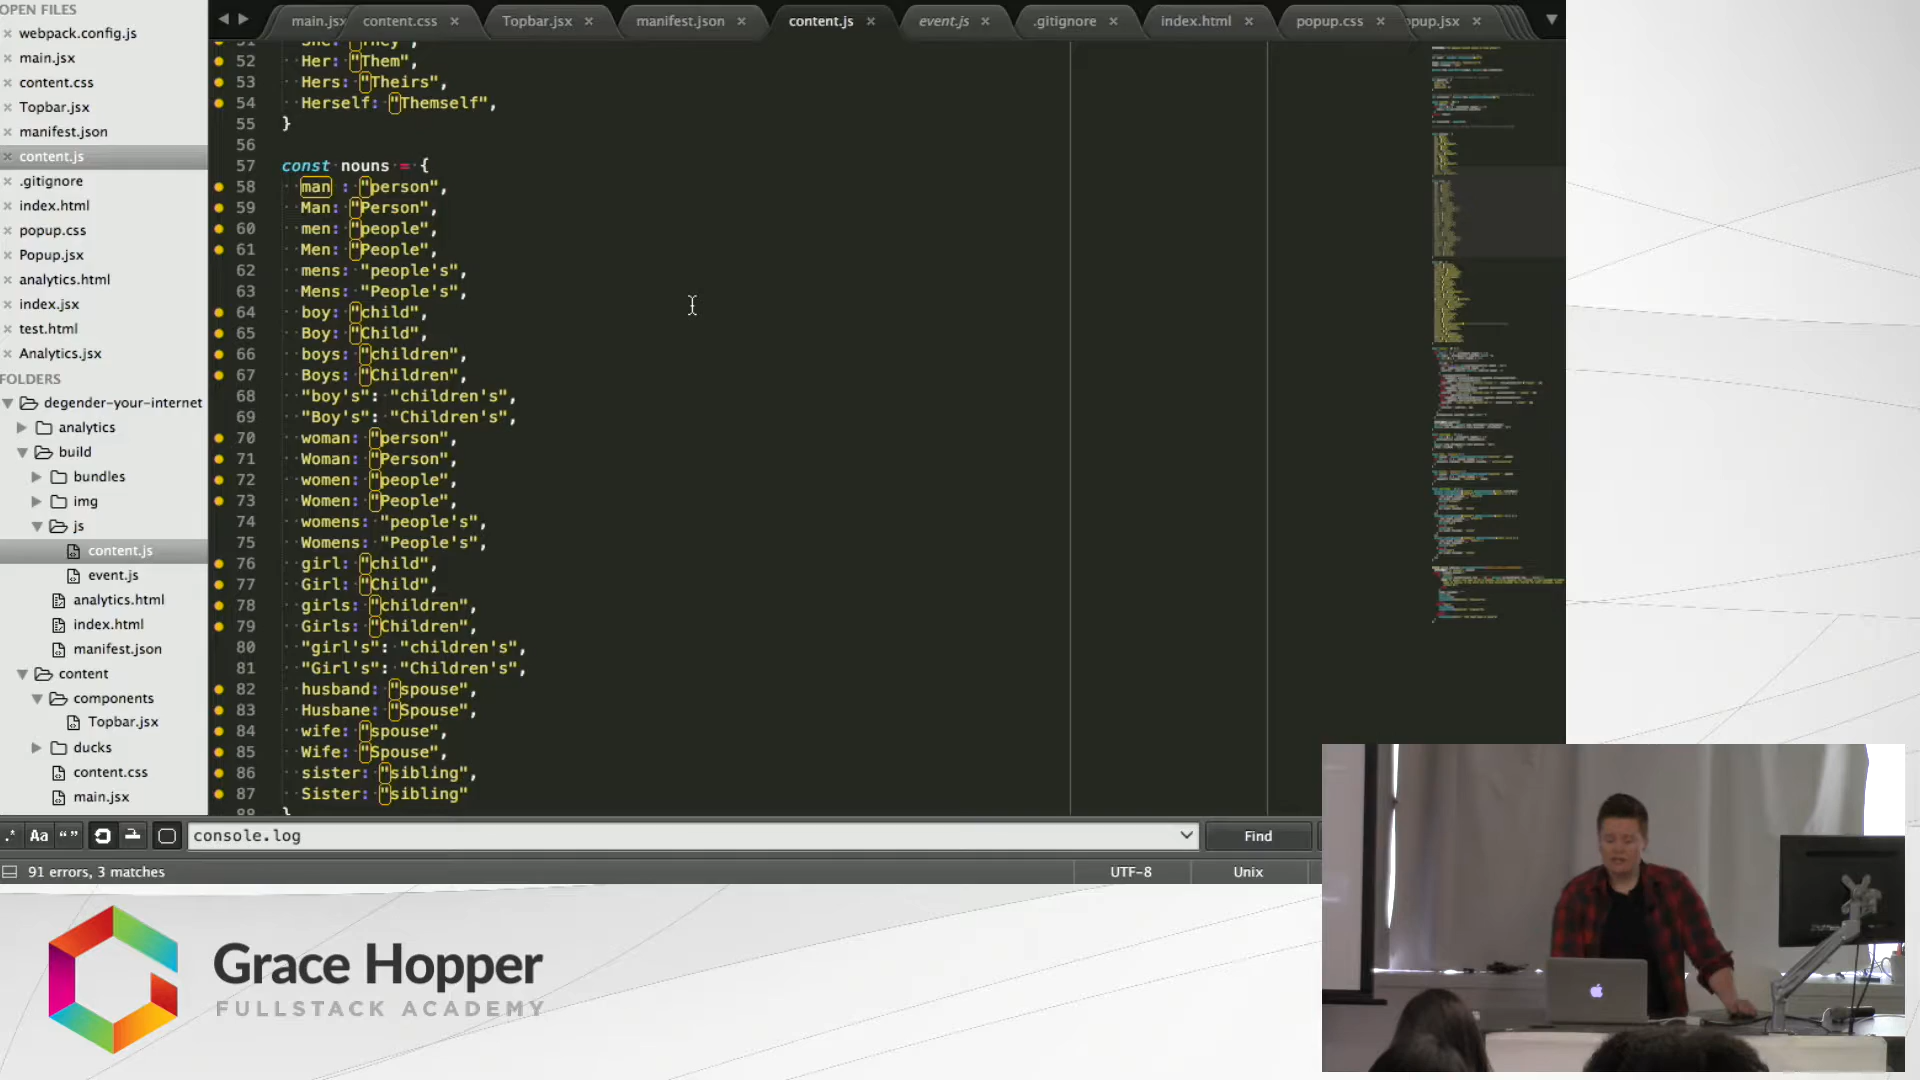 OPEN FILES
webpack.config.js
main.jsx
content.css
Topbar.jsx
manifest.json
content.js
.gitignore
index.html
popup.css
Popup.jsx
analytics.html
index.jsx
test.html
Analytics.jsx
FOLDERS
degender-your-internet
analytics
build
bundles
img
js
content.js
event.js
analytics.html
index.html
manifest.json
content
components
Topbar.jsx
ducks
content.css
main.jsx
main.jsx content.css Topbar.jsx manifest.json content.js event.js .gitignore index.html popup.css opup.jsx
51 She: "They",
52 Her: "Them",
53 Hers: "Theirs",
54 Herself: "Themself",
55 }
56
57 const nouns = {
58 man : "person",
59 Man: "Person",
60 men: "people",
61 Men: "People",
62 mens: "people's",
63 Mens: "People's",
64 boy: "child",
65 Boy: "Child",
66 boys: "children",
67 Boys: "Children",
68 "boy's": "children's",
69 "Boy's": "Children's",
70 woman: "person",
71 Woman: "Person",
72 women: "people",
73 Women: "People",
74 womens: "people's",
75 Womens: "People's",
76 girl: "child",
77 Girl: "Child",
78 girls: "children",
79 Girls: "Children",
80 "girl's": "children's",
81 "Girl's": "Children's",
82 husband: "spouse",
83 Husbane: "Spouse",
84 wife: "spouse",
85 Wife: "Spouse",
86 sister: "sibling",
87 Sister: "sibling"
88 }
.* Aa “” console.log Find
91 errors, 3 matches UTF-8 Unix
Grace Hopper
FULLSTACK ACADEMY